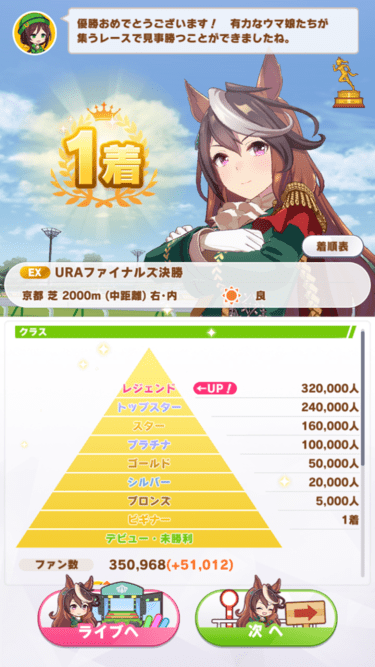 優勝おめでとうございます！　有力なウマ娘たちが
集うレースで見事勝つことができましたね。
1着
着順表
EX URAファイナルズ決勝
京都 芝 2000m (中距離) 右・内 良
クラス
レジェンド ←UP! 320,000人
トップスター 240,000人
スター 160,000人
プラチナ 100,000人
ゴールド 50,000人
シルバー 20,000人
ブロンズ 5,000人
ビギナー 1着
デビュー・未勝利
ファン数 350,968(+51,012)
ライブへ 次へ